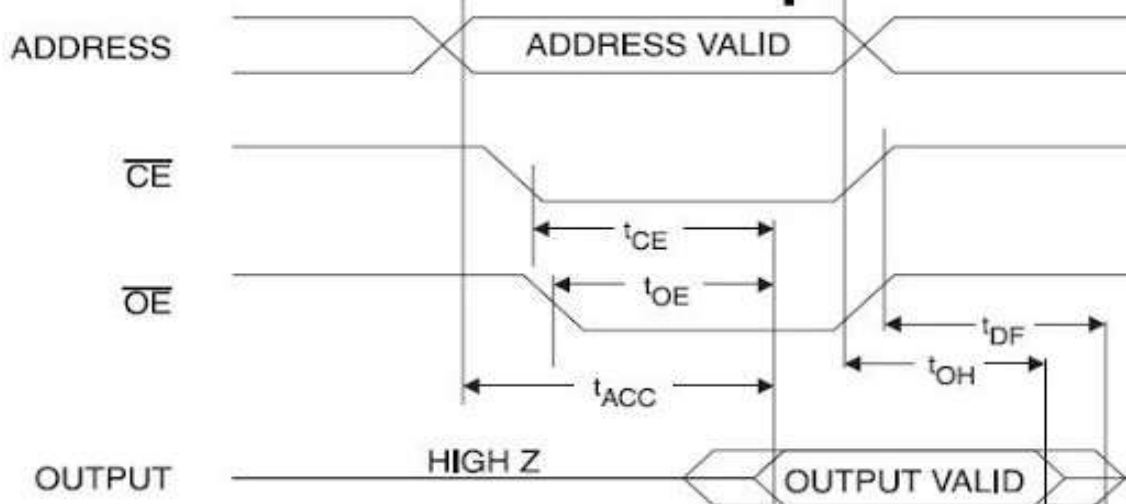 ADDRESS
ADDRESS VALID
CE
tCE
OE
tOE
tDF
tOH
tACC
HIGH Z
OUTPUT
OUTPUT VALID